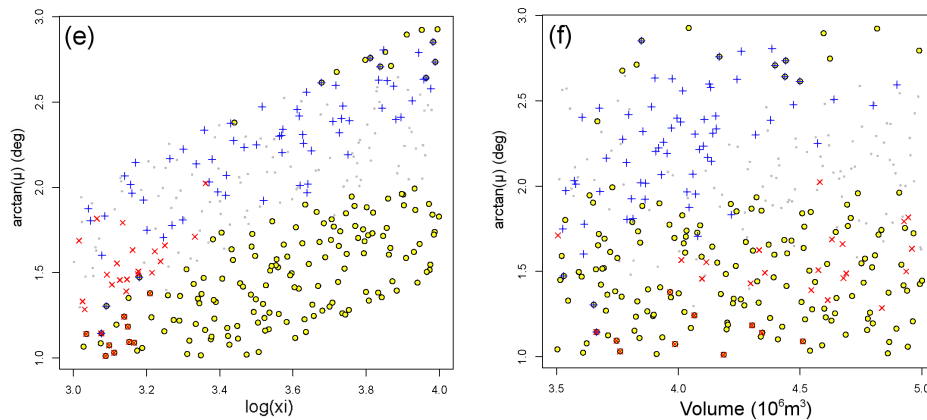 (e)
arctan(μ) (deg)
3.0
2.5
2.0
1.5
1.0
3.0 3.2 3.4 3.6 3.8 4.0
log(xi)
(f)
arctan(μ) (deg)
3.0
2.5
2.0
1.5
1.0
3.5 4.0 4.5 5.0
Volume (10⁶m³)